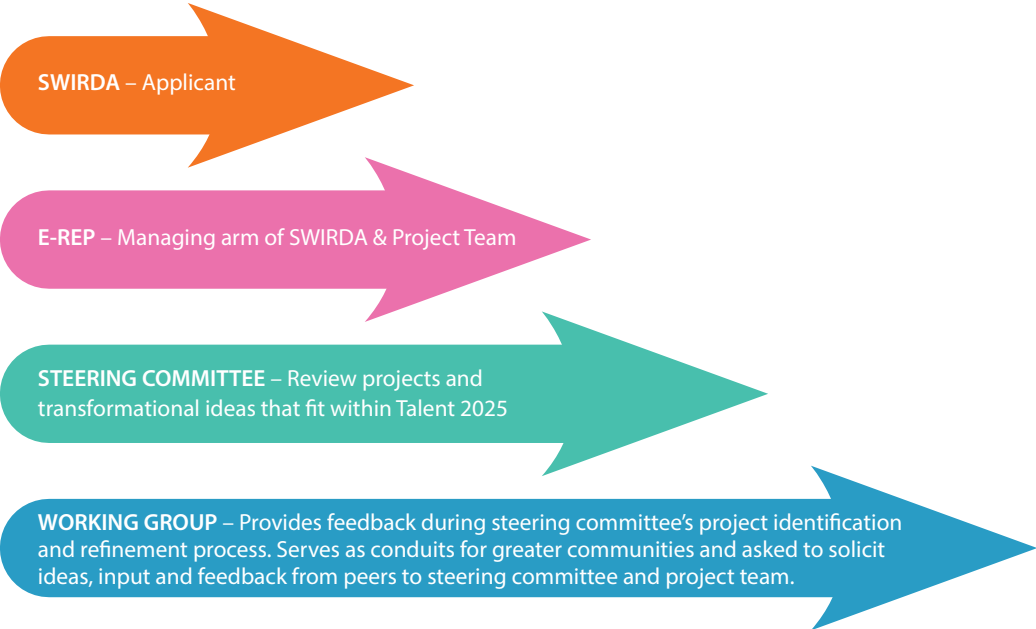 SWIRDA – Applicant
E-REP – Managing arm of SWIRDA & Project Team
STEERING COMMITTEE – Review projects and
transformational ideas that fit within Talent 2025
WORKING GROUP – Provides feedback during steering committee’s project identification
and refinement process. Serves as conduits for greater communities and asked to solicit
ideas, input and feedback from peers to steering committee and project team.